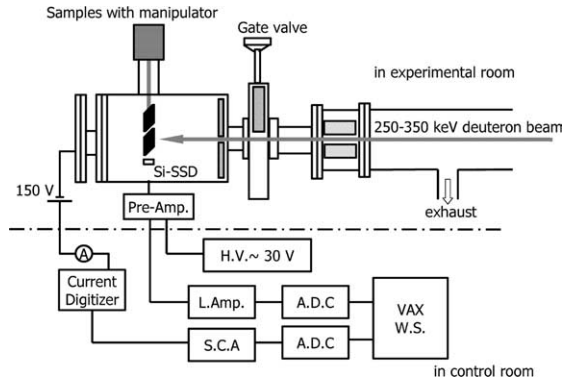 Samples with manipulator
Gate valve
in experimental room
250-350 keV deuteron beam
Si-SSD
150 V
Pre-Amp.
exhaust
H.V.~ 30 V
A
Current
Digitizer
L.Amp.
A.D.C
VAX
W.S.
S.C.A
A.D.C
in control room